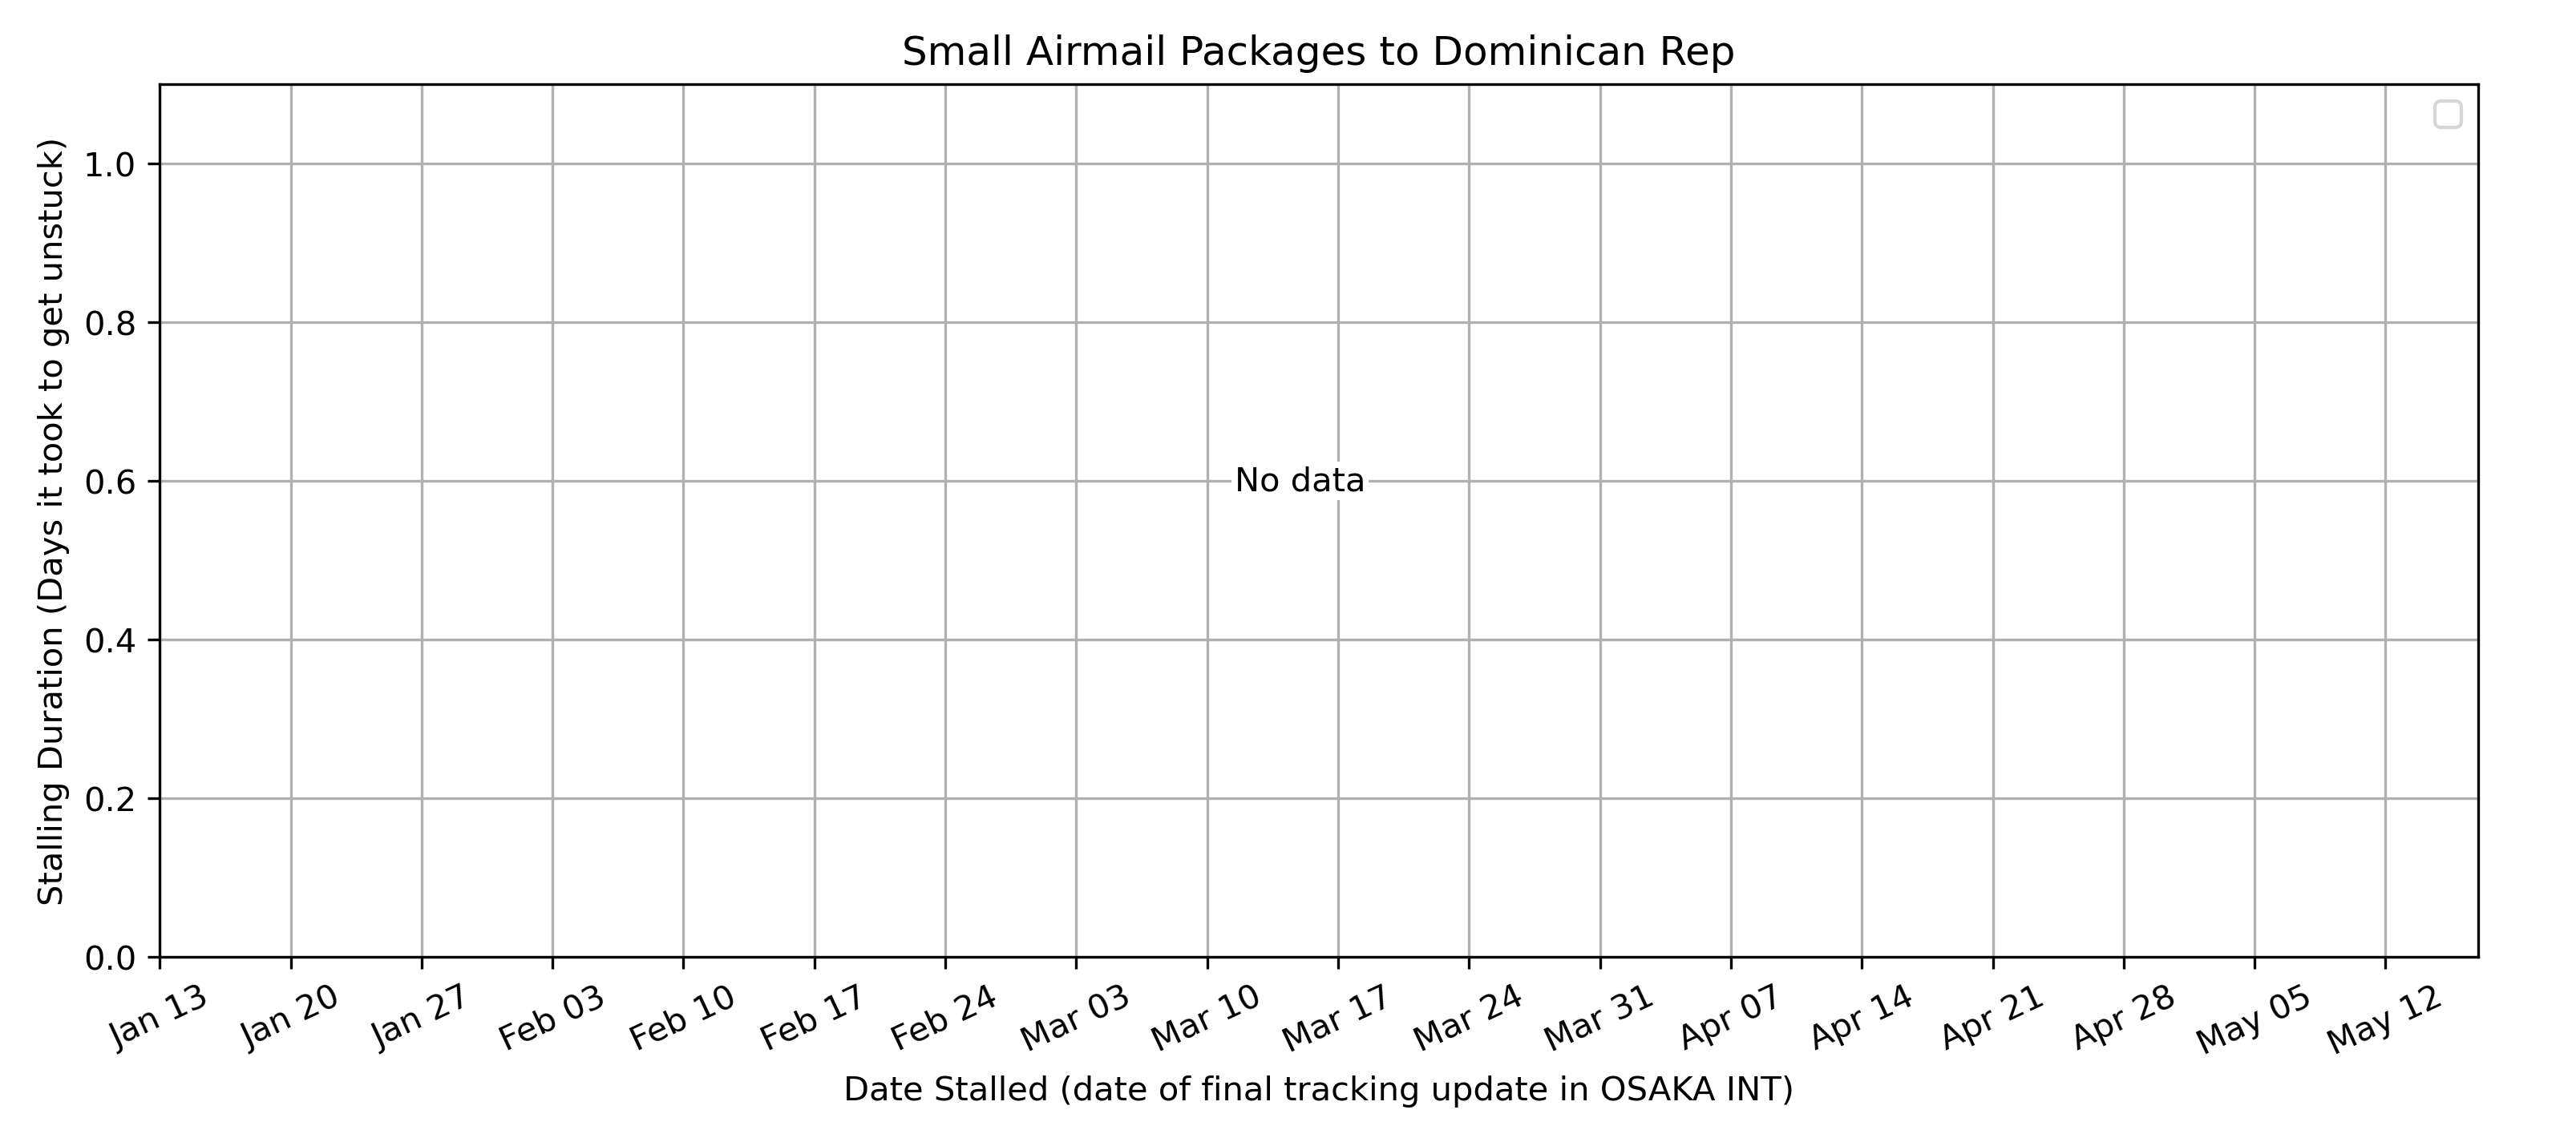 Small Airmail Packages to Dominican Rep
Stalling Duration (Days it took to get unstuck)
1.0
0.8
0.6
0.4
0.2
0.0
No data
Jan 13 Jan 20 Jan 27 Feb 03 Feb 10 Feb 17 Feb 24 Mar 03 Mar 10 Mar 17 Mar 24 Mar 31 Apr 07 Apr 14 Apr 21 Apr 28 May 05 May 12
Date Stalled (date of final tracking update in OSAKA INT)